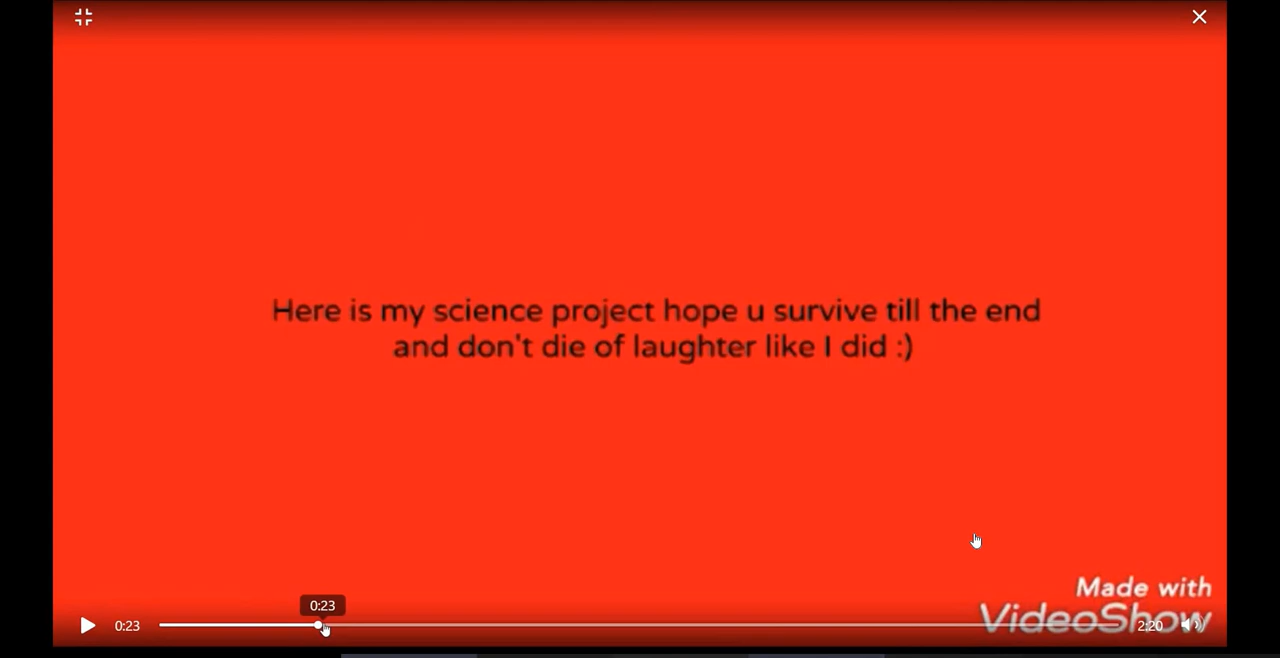 Here is my science project hope u survive till the end
and don't die of laughter like I did :)
Made with
VideoShow
0:23
0:23
2:20